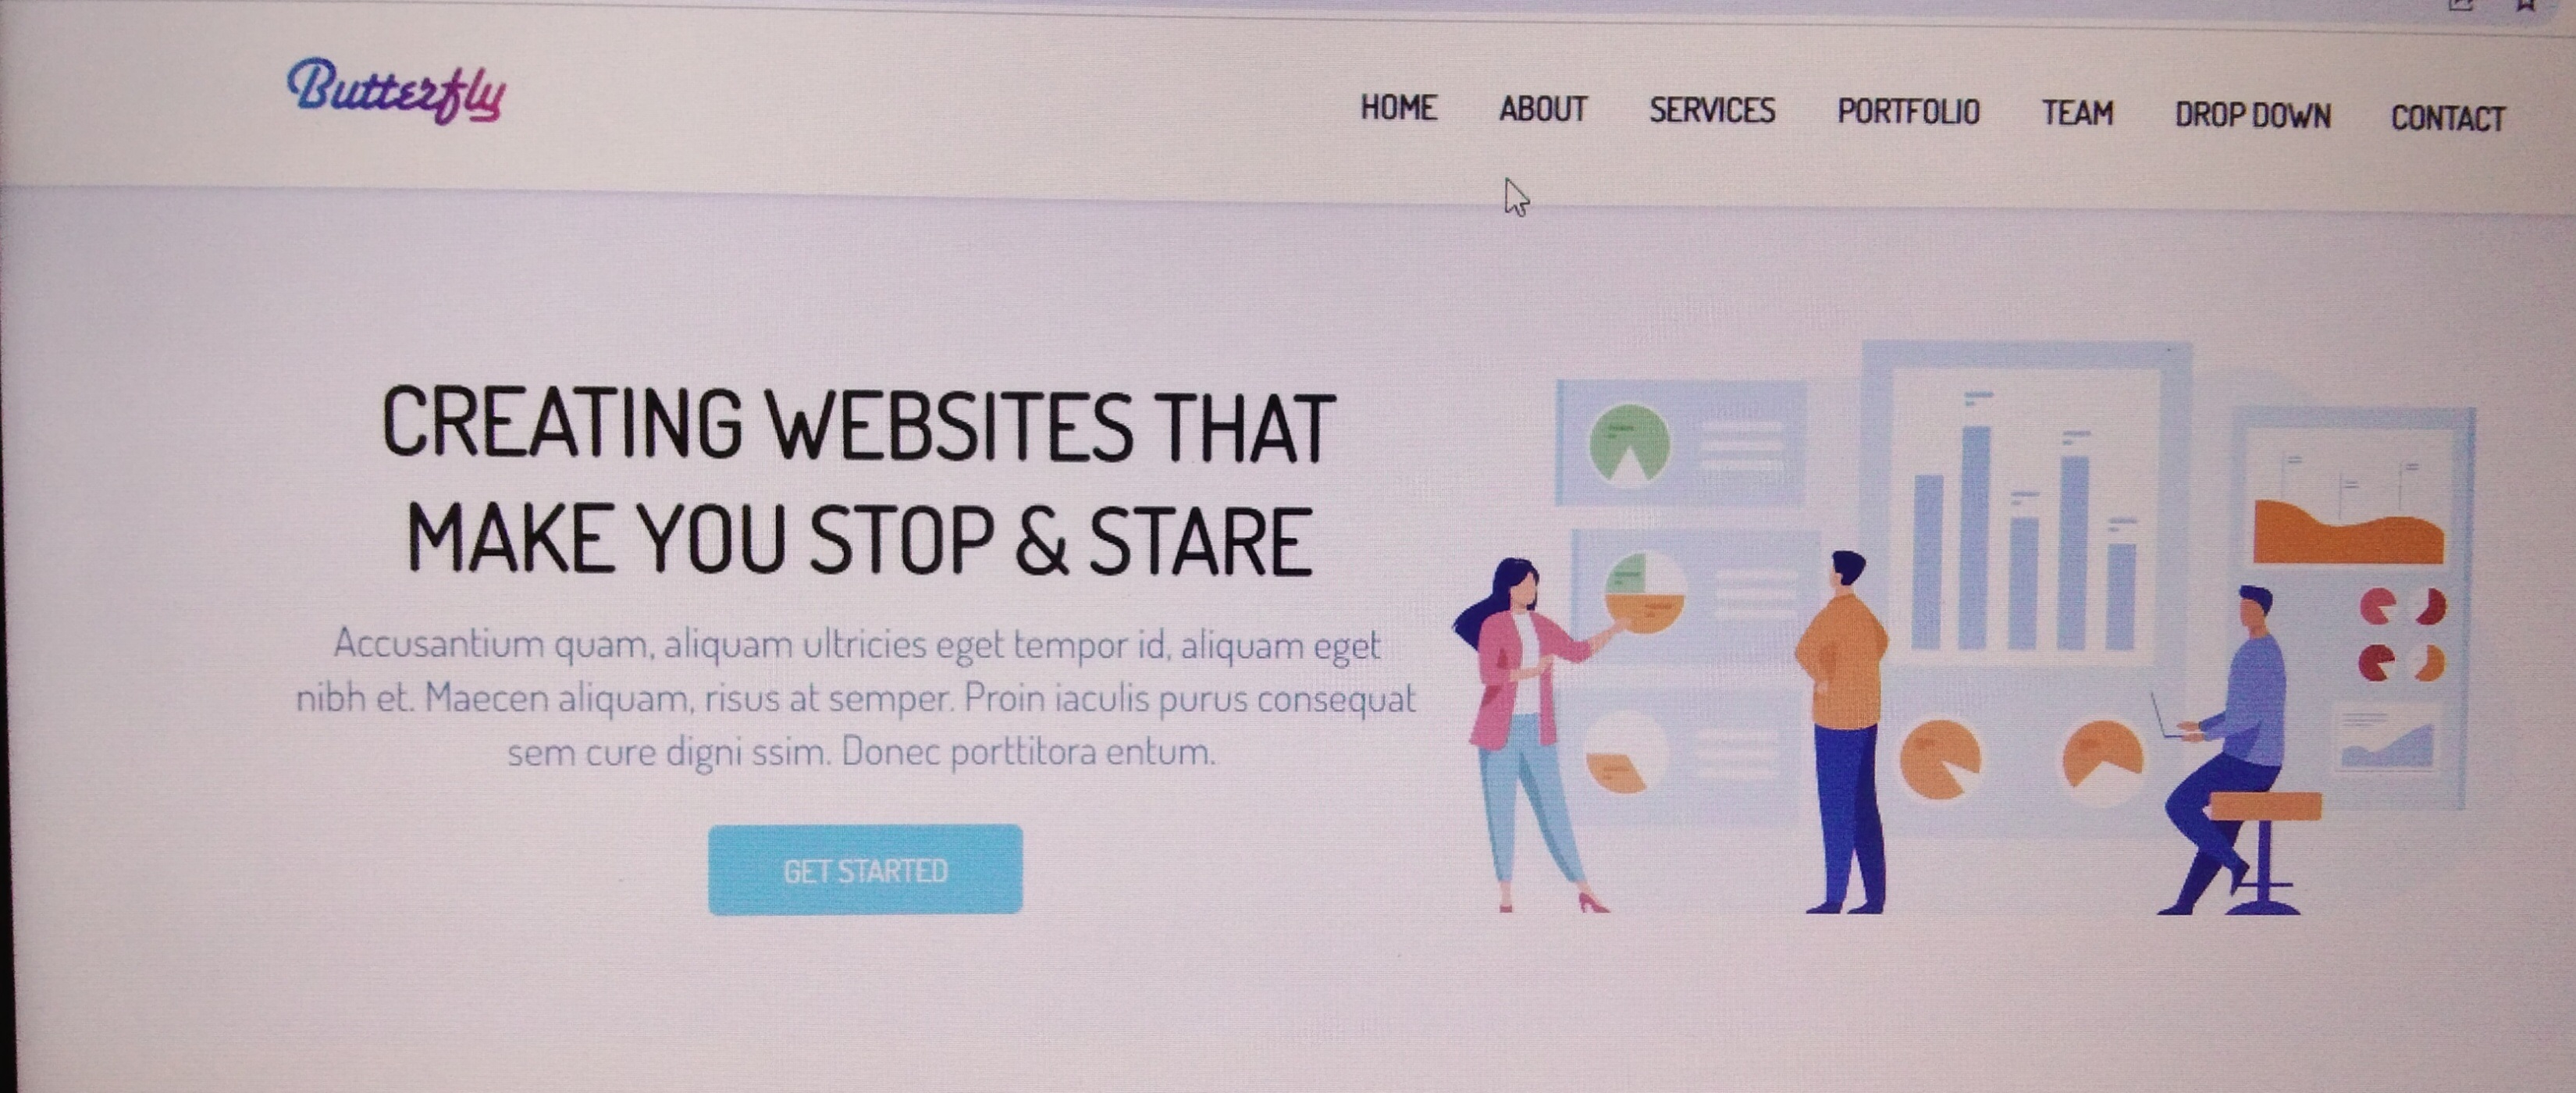 Butterfly
HOME ABOUT SERVICES PORTFOLIO TEAM DROP DOWN CONTACT
CREATING WEBSITES THAT
MAKE YOU STOP & STARE
Accusantium quam, aliquam ultricies eget tempor id, aliquam eget
nibh et. Maecen aliquam, risus at semper. Proin iaculis purus consequat
sem cure digni ssim. Donec porttitora entum.
GET STARTED